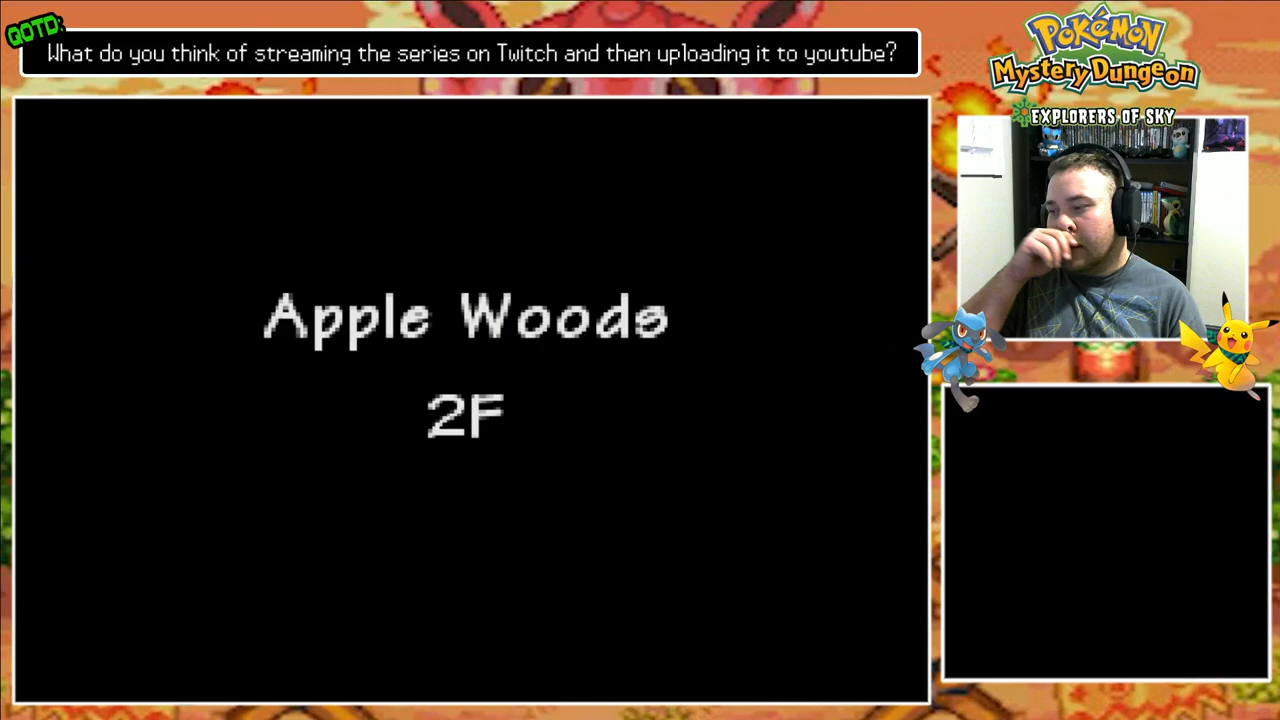 QOTD:
What do you think of streaming the series on Twitch and then uploading it to youtube?
POKéMON
Mystery Dungeon
EXPLORERS OF SKY
Apple Woods
2F